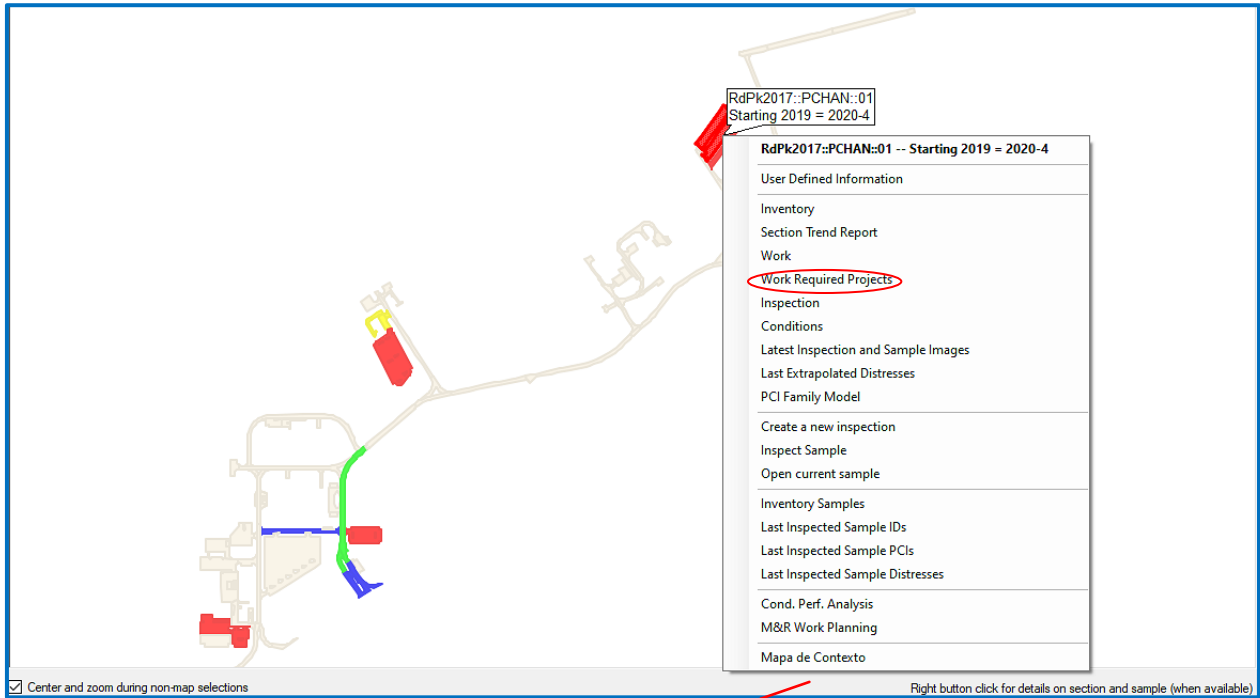 RdPk2017::PCHAN::01
Starting 2019 = 2020-4
RdPk2017::PCHAN::01 -- Starting 2019 = 2020-4
User Defined Information
Inventory
Section Trend Report
Work
Work Required Projects
Inspection
Conditions
Latest Inspection and Sample Images
Last Extrapolated Distresses
PCI Family Model
Create a new inspection
Inspect Sample
Open current sample
Inventory Samples
Last Inspected Sample IDs
Last Inspected Sample PCIs
Last Inspected Sample Distresses
Cond. Perf. Analysis
M&R Work Planning
Mapa de Contexto
Center and zoom during non-map selections
Right button click for details on section and sample (when available)